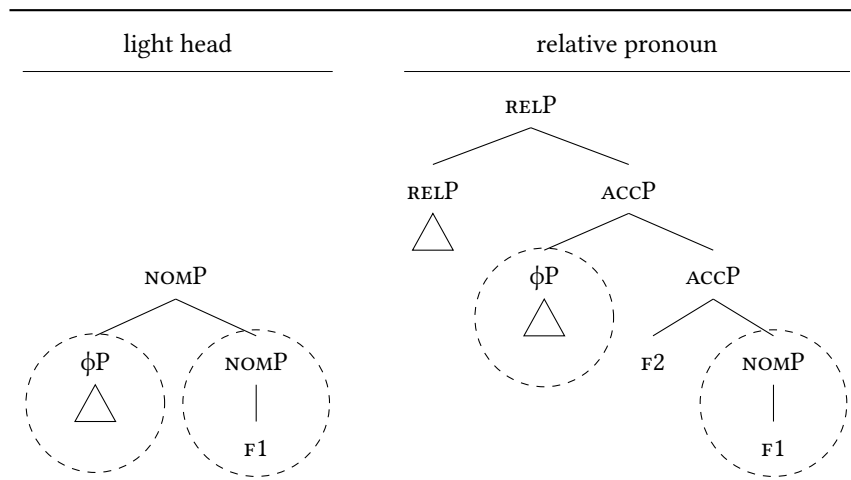 light head relative pronoun
RELP
RELP ACCP
NOMP ϕP ACCP
ϕP NOMP F2 NOMP
F1 F1